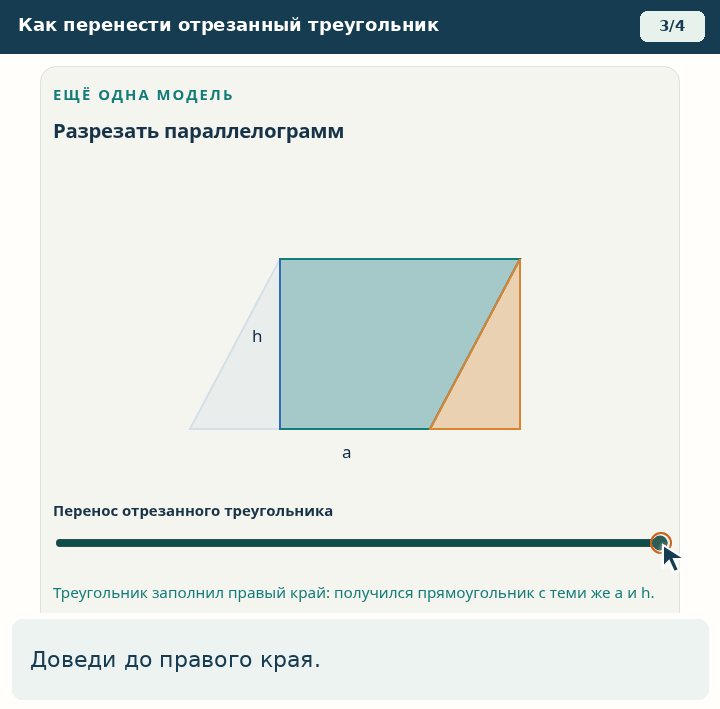 Как перенести отрезанный треугольник
3/4
ЕЩЁ ОДНА МОДЕЛЬ
Разрезать параллелограмм
h
a
Перенос отрезанного треугольника
Треугольник заполнил правый край: получился прямоугольник с теми же a и h.
Доведи до правого края.